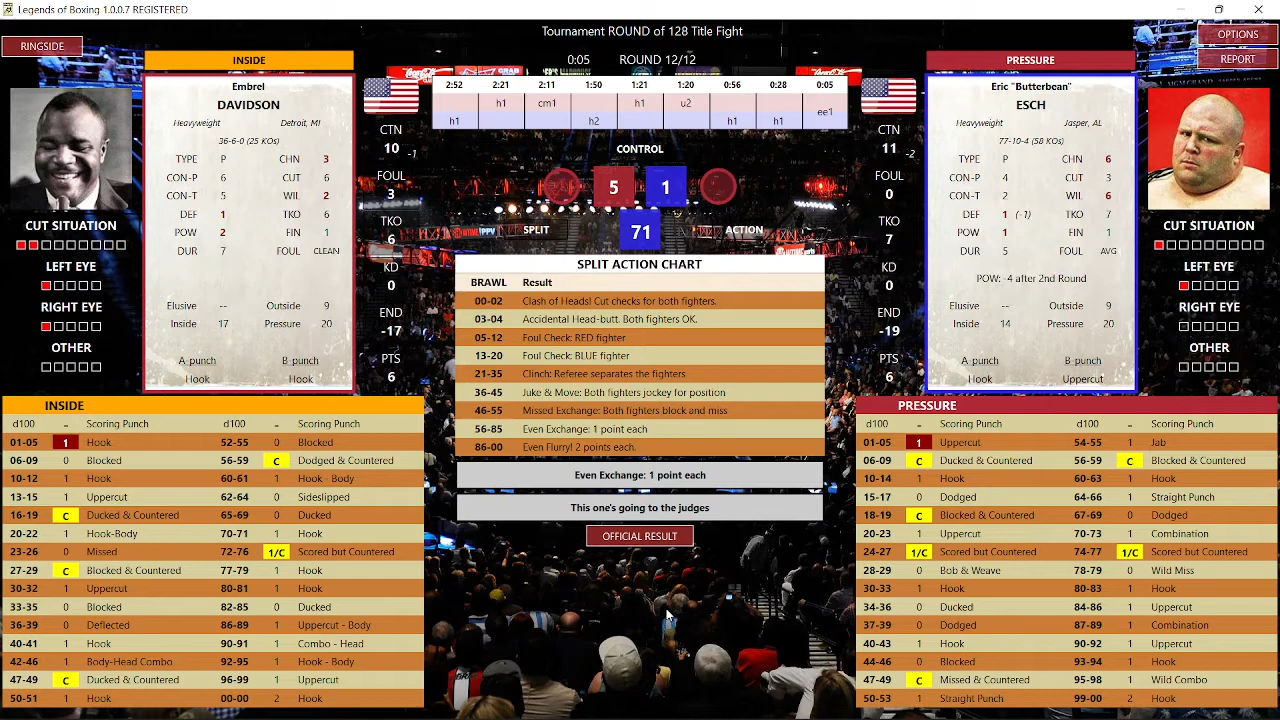 Legends of Boxing 1.0.0.7 REGISTERED
Tournament ROUND of 128 Title Fight
RINGSIDE
OPTIONS
REPORT
0:05 ROUND 12/12
INSIDE
Embrel
DAVIDSON
Heavyweight Detroit, MI
36-6-0 (25 KOs)
TYPE P CHN 3
CON-P 6 CUT 6
CON-T 5 WIL 2
DEF 1 TKO 6
POW 2 FIN 1
DUR 7 FOUL CLEAN
Elusive -- Outside 9
Inside 17 Pressure 20
A-punch B-punch
Hook Hook
CUT SITUATION
LEFT EYE
RIGHT EYE
OTHER
CTN
10 -1
FOUL
3
TKO
6
KD
0
END
-17
PTS
6
2:52 2:21 2:11 1:50 1:21 1:20 0:56 0:28 0:05
h1 cm1 h1 u2
h1 h2 h1 h1 ee1
CONTROL
5 1
SPLIT 71 ACTION
SPLIT ACTION CHART
BRAWL Result
00-02 Clash of Heads! Cut checks for both fighters.
03-04 Accidental Head-butt. Both fighters OK.
05-12 Foul Check: RED fighter
13-20 Foul Check: BLUE fighter
21-35 Clinch: Referee separates the fighters
36-45 Juke & Move: Both fighters jockey for position
46-55 Missed Exchange: Both fighters block and miss
56-85 Even Exchange: 1 point each
86-00 Even Flurry! 2 points each.
Even Exchange: 1 point each
This one's going to the judges
OFFICIAL RESULT
CTN
11 -2
FOUL
0
TKO
7
KD
0
END
-19
PTS
6
PRESSURE
Eric "Butterbean"
ESCH
Heavyweight Jasper, AL
77-10-4 (58 KOs)
TYPE P CHN 6
CON-P 4 CUT 3
CON-T 2 WIL 6
DEF 1 (-1) TKO 7
POW 1 FIN 1
DUR 5 FOUL AVG
POW: -4 after 2nd Round
Elusive -- Outside 9
Inside 14 Pressure 20
A-punch B-punch
Hook Uppercut
CUT SITUATION
LEFT EYE
RIGHT EYE
OTHER
INSIDE
d100 - Scoring Punch d100 - Scoring Punch
01-05 1 Hook 52-55 0 Blocked
06-09 0 Blocked 56-59 C Dodged & Countered
10-12 1 Hook 60-61 1 Hook - Body
13-15 1 Uppercut 62-64 0 Sideslipped
16-19 C Ducked & Countered 65-69 0 Ducked
20-22 1 Hook-Body 70-71 1 Hook
23-26 0 Missed 72-76 1/C Scored but Countered
27-29 C Blocked & Countered 77-79 1 Hook
30-32 1 Uppercut 80-81 1 Hook
33-35 0 Blocked 82-85 0 Ducked
36-39 0 Deflected 86-89 1 Uppercut - Body
40-41 1 Hook 90-91 1 Combo - Head
42-46 1 Body-Head Combo 92-95 1 Hook - Body
47-49 C Ducked & Countered 96-99 1 Uppercut
50-51 1 Hook 00-00 2 Hook
PRESSURE
d100 - Scoring Punch d100 - Scoring Punch
01-05 1 Uppercut 54-55 1 Jab
06-09 C Ducked & Countered 56-59 C Blocked & Countered
10-14 1 Hook 60-63 1 Hook
15-17 0 Dodged 64-66 1 Straight Punch
18-19 C Blocked & Countered 67-69 0 Dodged
20-23 1 Uppercut 70-73 1 Combination
24-27 1/C Scored but Countered 74-77 1/C Scored but Countered
28-29 0 Bob & Weave 78-79 0 Wild Miss
30-33 1 Hook 80-83 1 Hook
34-36 0 Ducked 84-86 1 Uppercut
37-39 0 Dodged 87-89 1 Combination
40-43 1 Hook 90-92 1 Uppercut
44-46 0 Blocked 93-94 1 Hook
47-49 C Missed & Countered 95-98 1 Wild Combo
50-53 1 Straight Punch 99-00 2 Hook